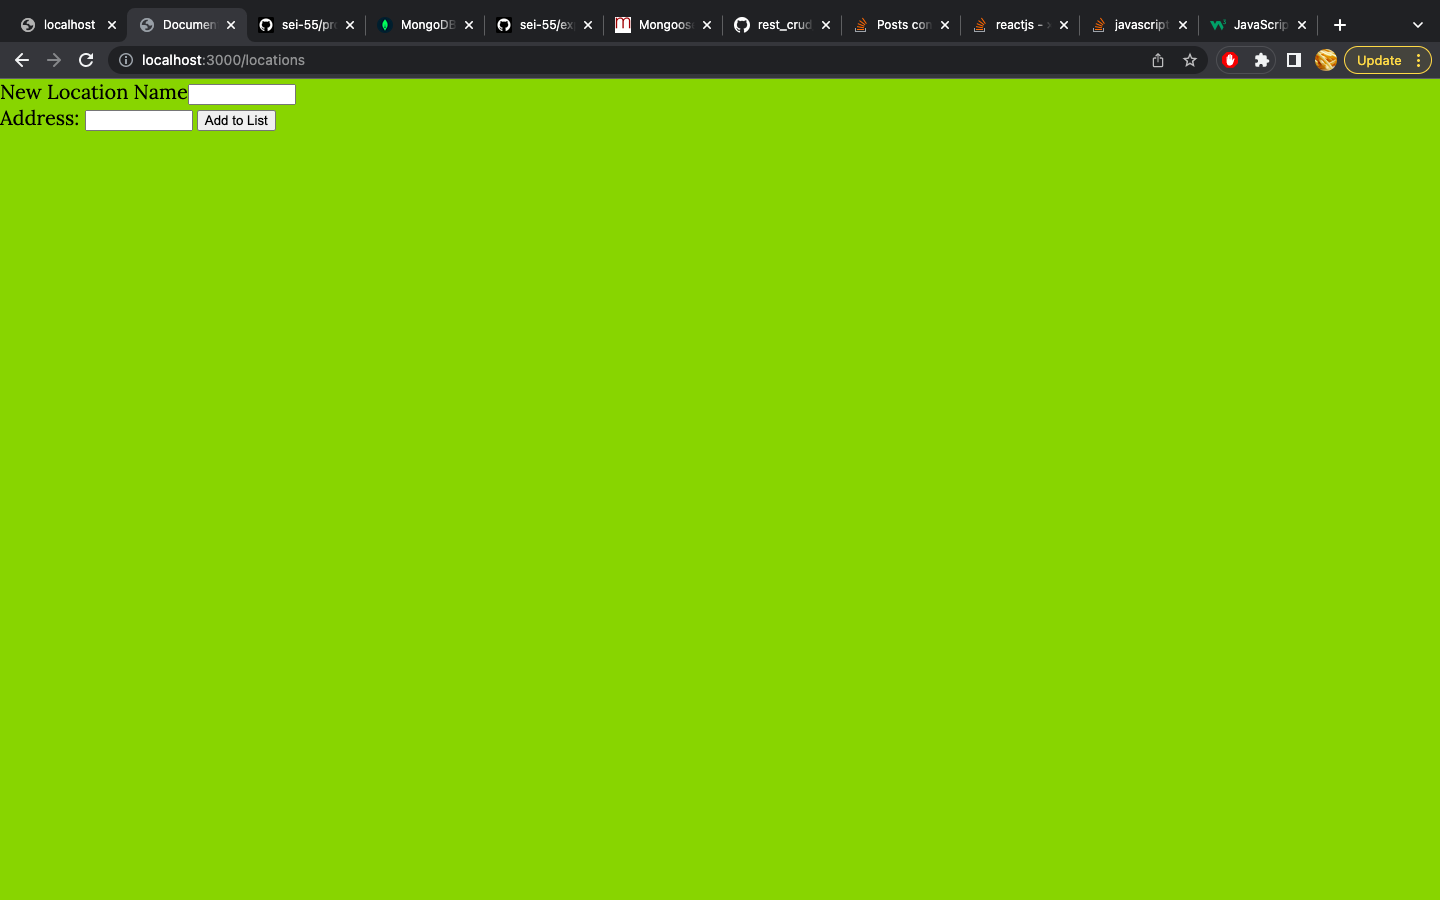 localhost
Documen
sei-55/pro
MongoDB
sei-55/ex
Mongoos
rest_crud
Posts con
reactjs -
javascript
JavaScrip
localhost:3000/locations
Update
New Location Name
Address:
Add to List